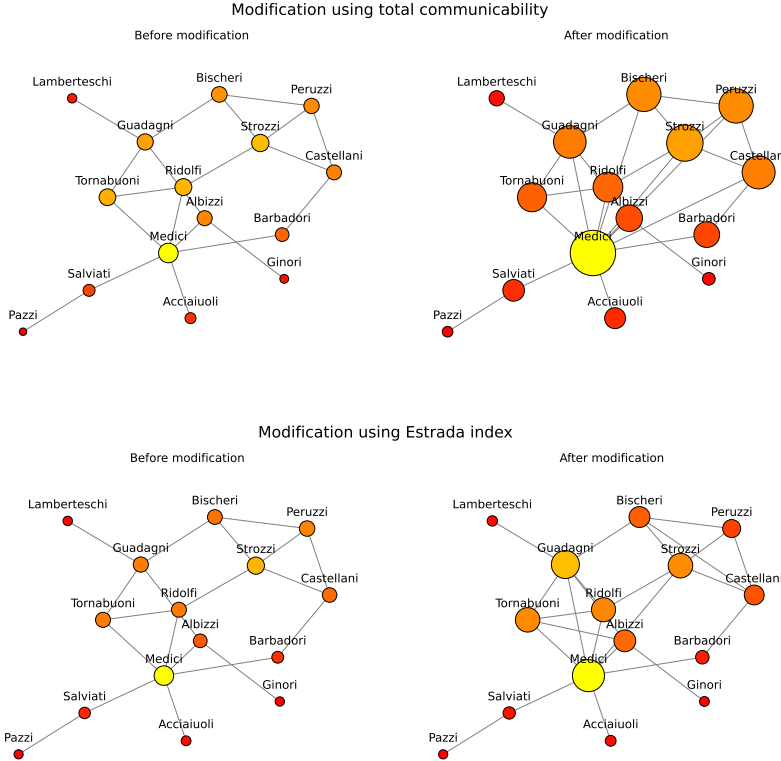 Modification using total communicability
Before modification
After modification
Lamberteschi
Bischeri
Peruzzi
Guadagni
Strozzi
Castellani
Ridolfi
Tornabuoni
Albizzi
Barbadori
Medici
Ginori
Salviati
Acciaiuoli
Pazzi
Lamberteschi
Bischeri
Peruzzi
Guadagni
Strozzi
Castellar
Ridolfi
Tornabuoni
Albizzi
Barbadori
Medici
Ginori
Salviati
Acciaiuoli
Pazzi
Modification using Estrada index
Before modification
After modification
Lamberteschi
Bischeri
Peruzzi
Guadagni
Strozzi
Castellani
Ridolfi
Tornabuoni
Albizzi
Barbadori
Medici
Ginori
Salviati
Acciaiuoli
Pazzi
Lamberteschi
Bischeri
Peruzzi
Guadagni
Strozzi
Castellani
Ridolfi
Tornabuoni
Albizzi
Barbadori
Medici
Ginori
Salviati
Acciaiuoli
Pazzi